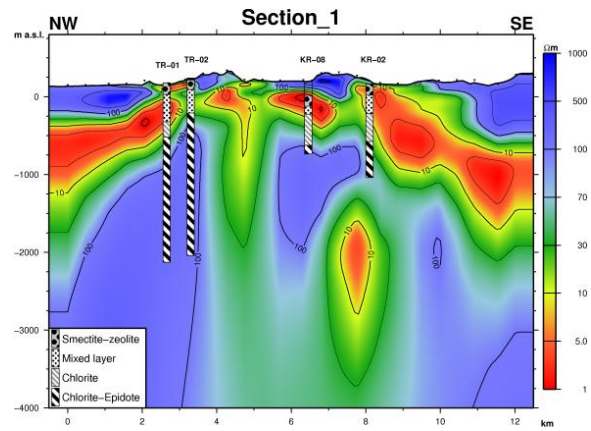 Section_1
NW
SE
m a.s.l.
TR-01
TR-02
KR-08
KR-02
Ωm
0
-1000
-2000
-3000
-4000
1000
500
100
70
30
10
5.0
1
100
100
10
10
10
100
100
10
10
100
10
100
Smectite-zeolite
Mixed layer
Chlorite
Chlorite-Epidote
0
2
4
6
8
10
12
km